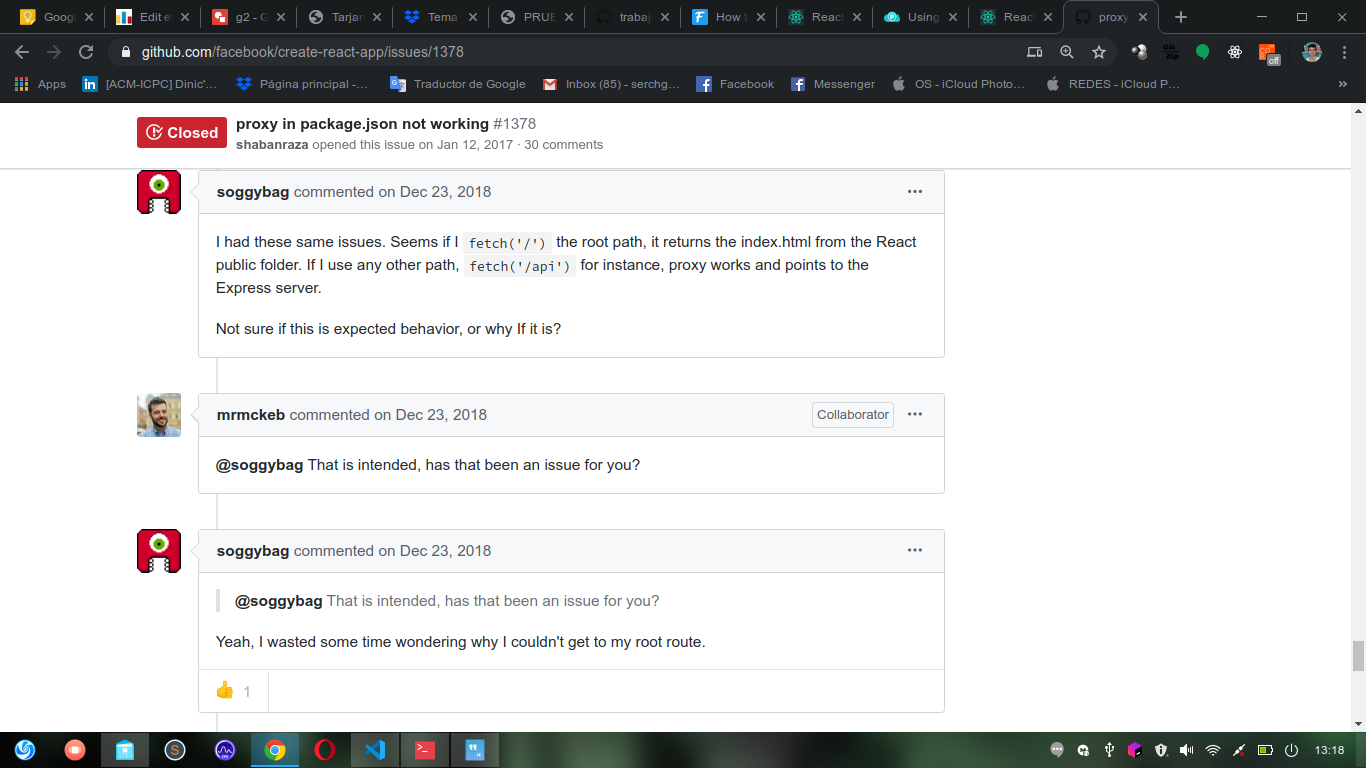 Googl
Edit e
g2 - G
Tarjar
Tema
PRUE
trabaj
How t
React
Using
React
proxy
github.com/facebook/create-react-app/issues/1378
off
Apps
[ACM-ICPC] Dinic'...
Página principal -...
Traductor de Google
Inbox (85) - serchg...
Facebook
Messenger
OS - iCloud Photo...
REDES - iCloud P...
»
Closed
proxy in package.json not working #1378
shabanraza opened this issue on Jan 12, 2017 · 30 comments
soggybag commented on Dec 23, 2018
I had these same issues. Seems if I fetch('/') the root path, it returns the index.html from the React
public folder. If I use any other path, fetch('/api') for instance, proxy works and points to the
Express server.
Not sure if this is expected behavior, or why If it is?
mrmckeb commented on Dec 23, 2018
Collaborator
@soggybag That is intended, has that been an issue for you?
soggybag commented on Dec 23, 2018
@soggybag That is intended, has that been an issue for you?
Yeah, I wasted some time wondering why I couldn't get to my root route.
👍 1
13:18